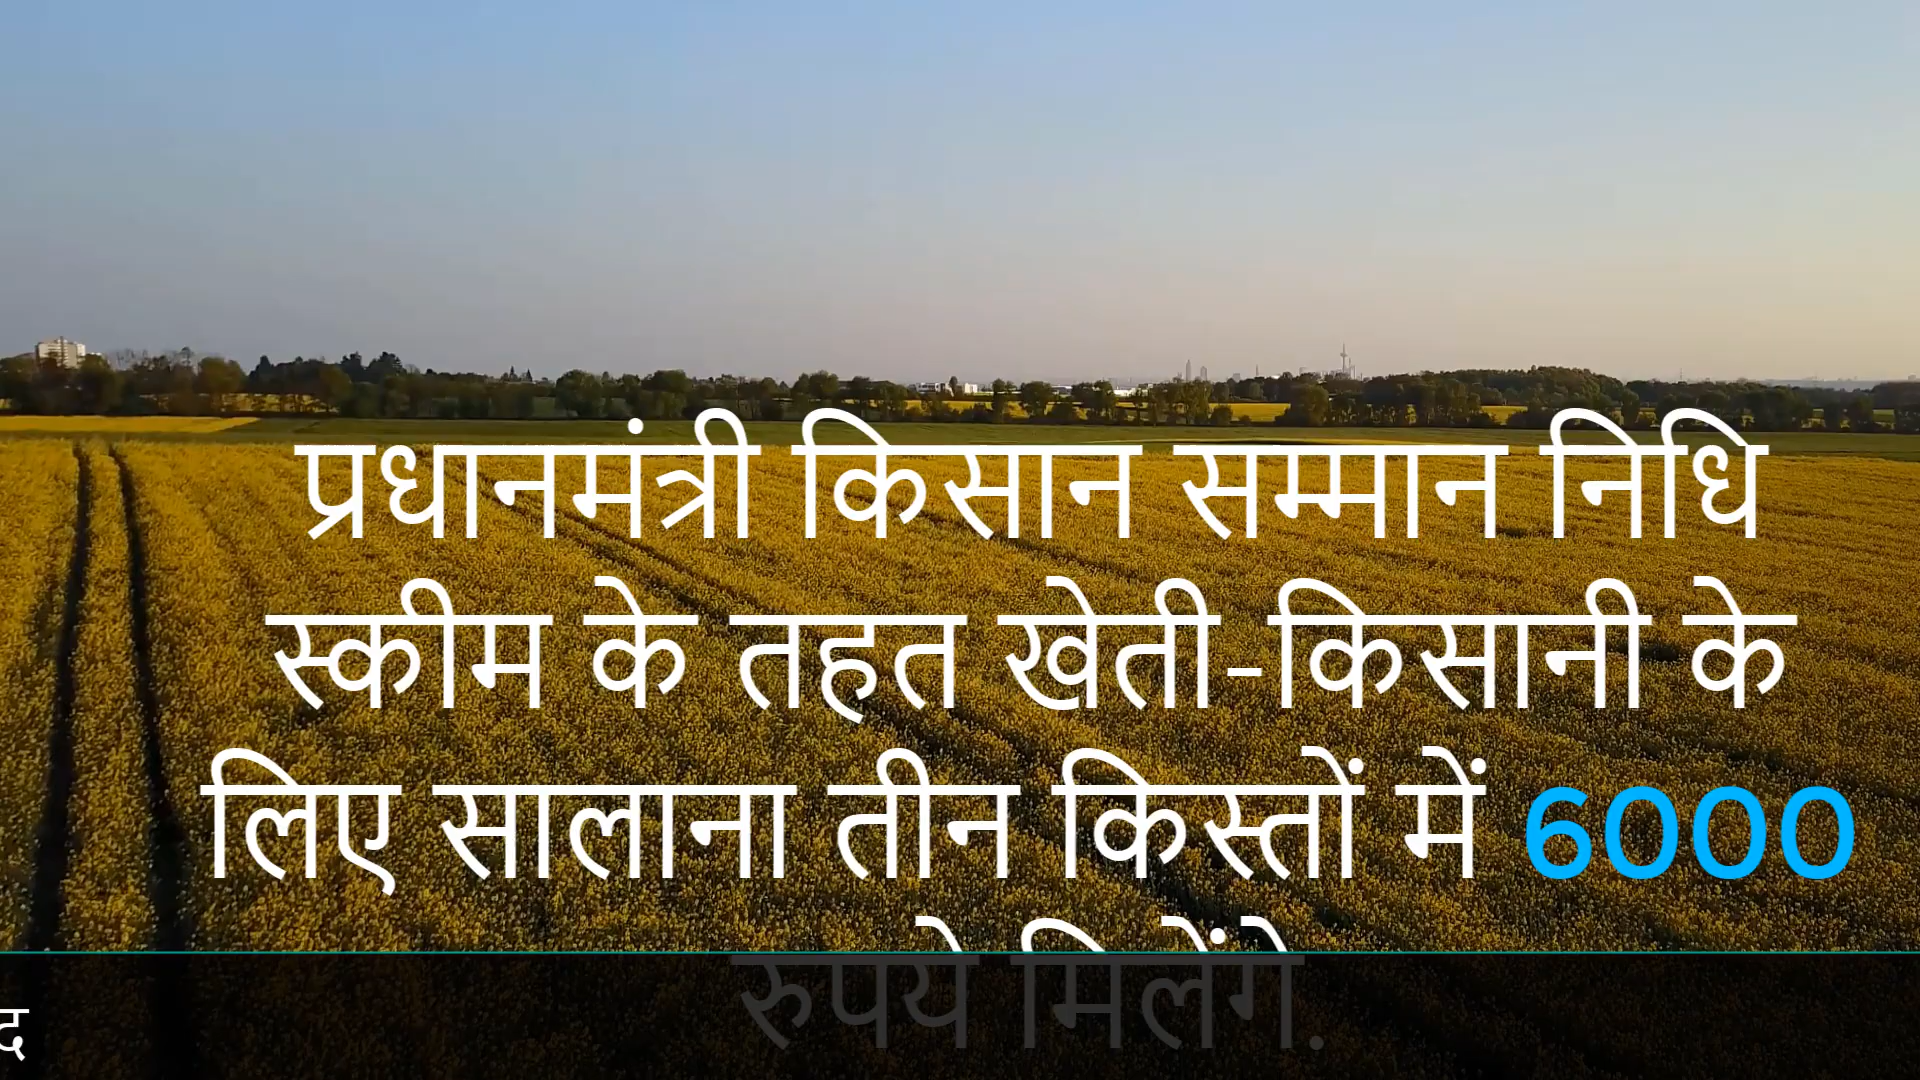 प्रधानमंत्री किसान सम्मान निधि
स्कीम के तहत खेती-किसानी के
लिए सालाना तीन किस्तों में 6000
रुपये मिलेंगे.
द